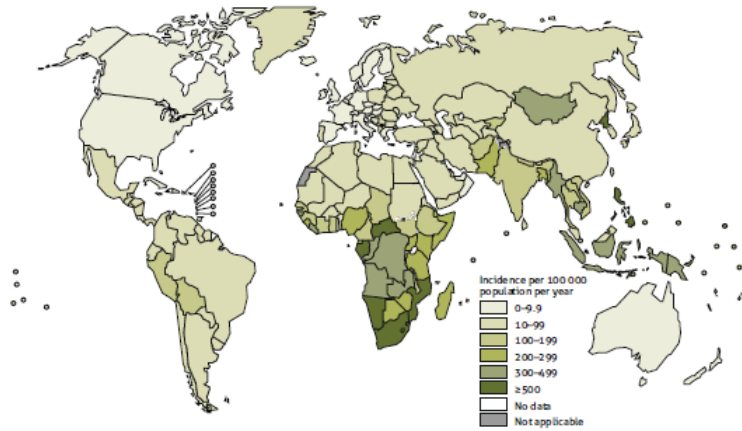 Incidence per 100 000
population per year
0–9.9
10–99
100–199
200–299
300–499
≥500
No data
Not applicable